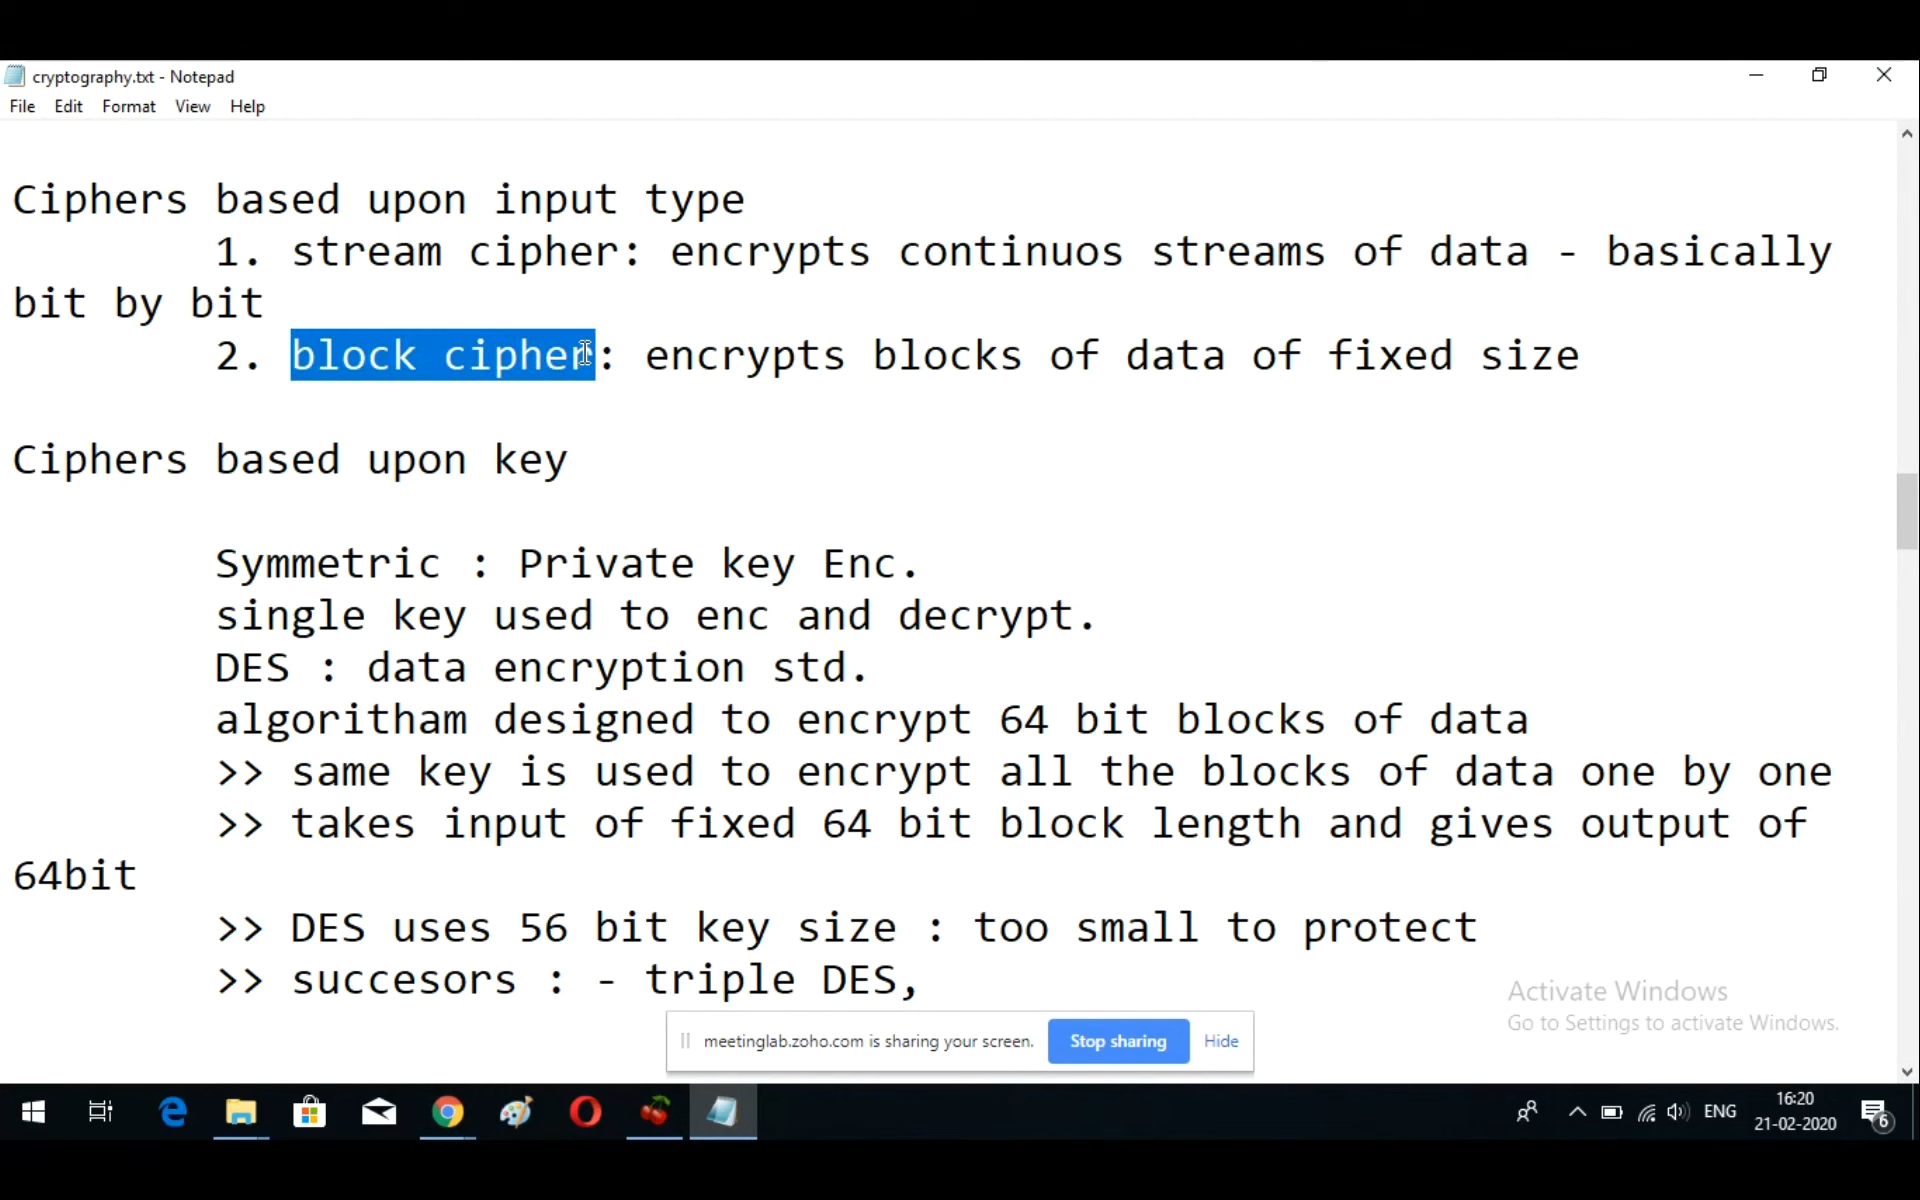 cryptography.txt - Notepad
File Edit Format View Help
Ciphers based upon input type
1. stream cipher: encrypts continuos streams of data - basically
bit by bit
2. block cipher: encrypts blocks of data of fixed size
Ciphers based upon key
Symmetric : Private key Enc.
single key used to enc and decrypt.
DES : data encryption std.
algoritham designed to encrypt 64 bit blocks of data
>> same key is used to encrypt all the blocks of data one by one
>> takes input of fixed 64 bit block length and gives output of
64bit
>> DES uses 56 bit key size : too small to protect
>> succesors : - triple DES,
Activate Windows
Go to Settings to activate Windows.
meetinglab.zoho.com is sharing your screen. Stop sharing Hide
ENG
16:20
21-02-2020
6